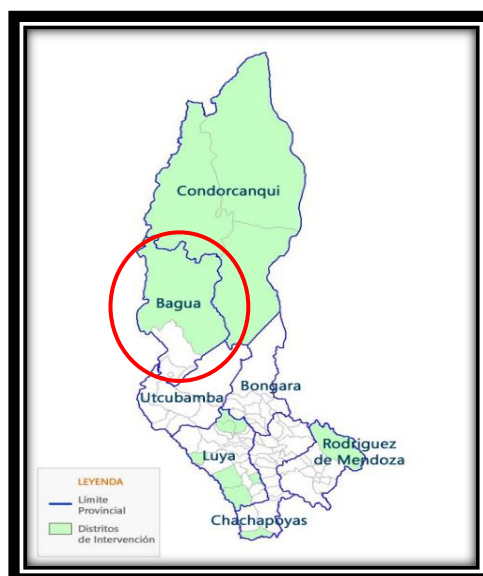 Condorcanqui
Bagua
Utcubamba
Bongara
Luya
Rodriguez
de Mendoza
Chachapoyas
LEYENDA
Limite
Provincial
Distritos
de Intervención